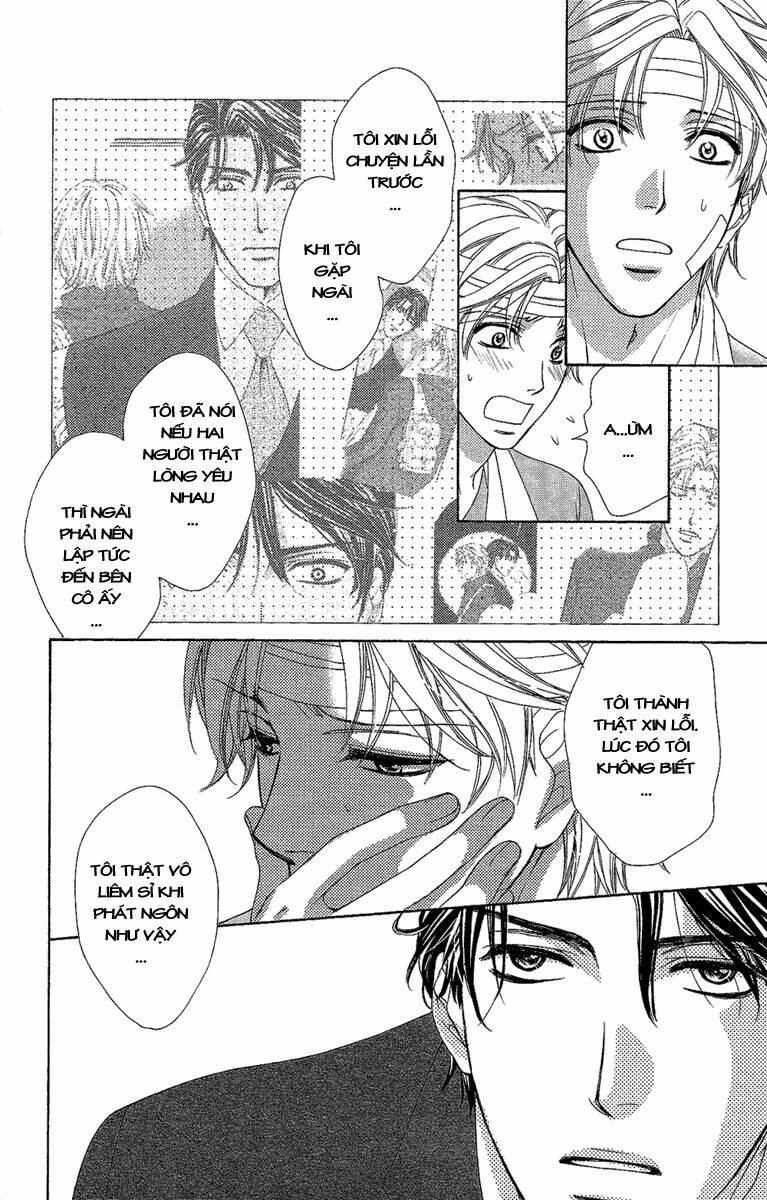 A...ỪM
...
TÔI XIN LỖI
CHUYỆN LẦN
TRƯỚC
...
KHI TÔI
GẶP
NGÀI
...
TÔI ĐÃ NÓI
NẾU HAI
NGƯỜI THẬT
LÒNG YÊU
NHAU
...
THÌ NGÀI
PHẢI NÊN
LẬP TỨC
ĐẾN BÊN
CÔ ẤY
...
TÔI THÀNH
THẬT XIN LỖI.
LÚC ĐÓ TÔI
KHÔNG BIẾT
...
TÔI THẬT VÔ
LIÊM SỈ KHI
PHÁT NGÔN
NHƯ VẬY
...